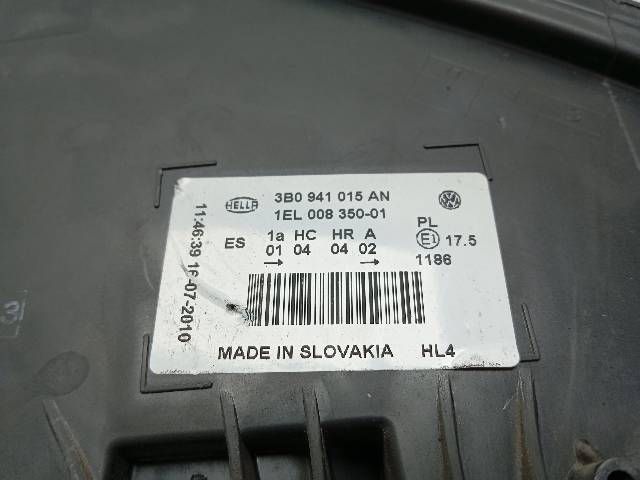 HELLA
3B0 941 015 AN
1EL 008 350-01
ES
1a HC HR A
01 04 04 02
→ →
PL
E1 17.5
1186
MADE IN SLOVAKIA HL4
11:46:39 16-07-2010
3